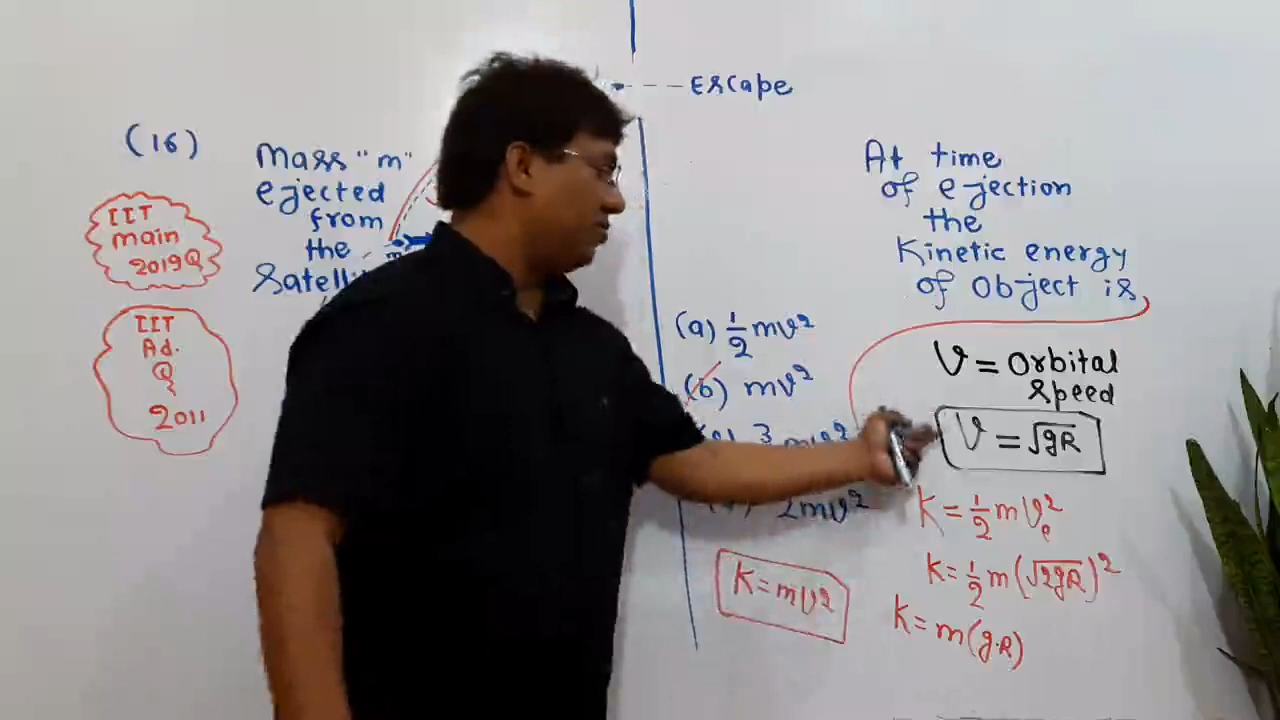 Escape
(16)
Mass "m"
ejected
from
the
IIT
main
2019Q
IIT
Ad.
Q
2011
At time
of ejection
the
Kinetic energy
of object is
(a) 1/2 mv²
(b) mv²
2mv²
v = Orbital
speed
v = √gR
K = 1/2 m v_e²
K = 1/2 m (√2gR)²
K = m(g.R)
K = mv²